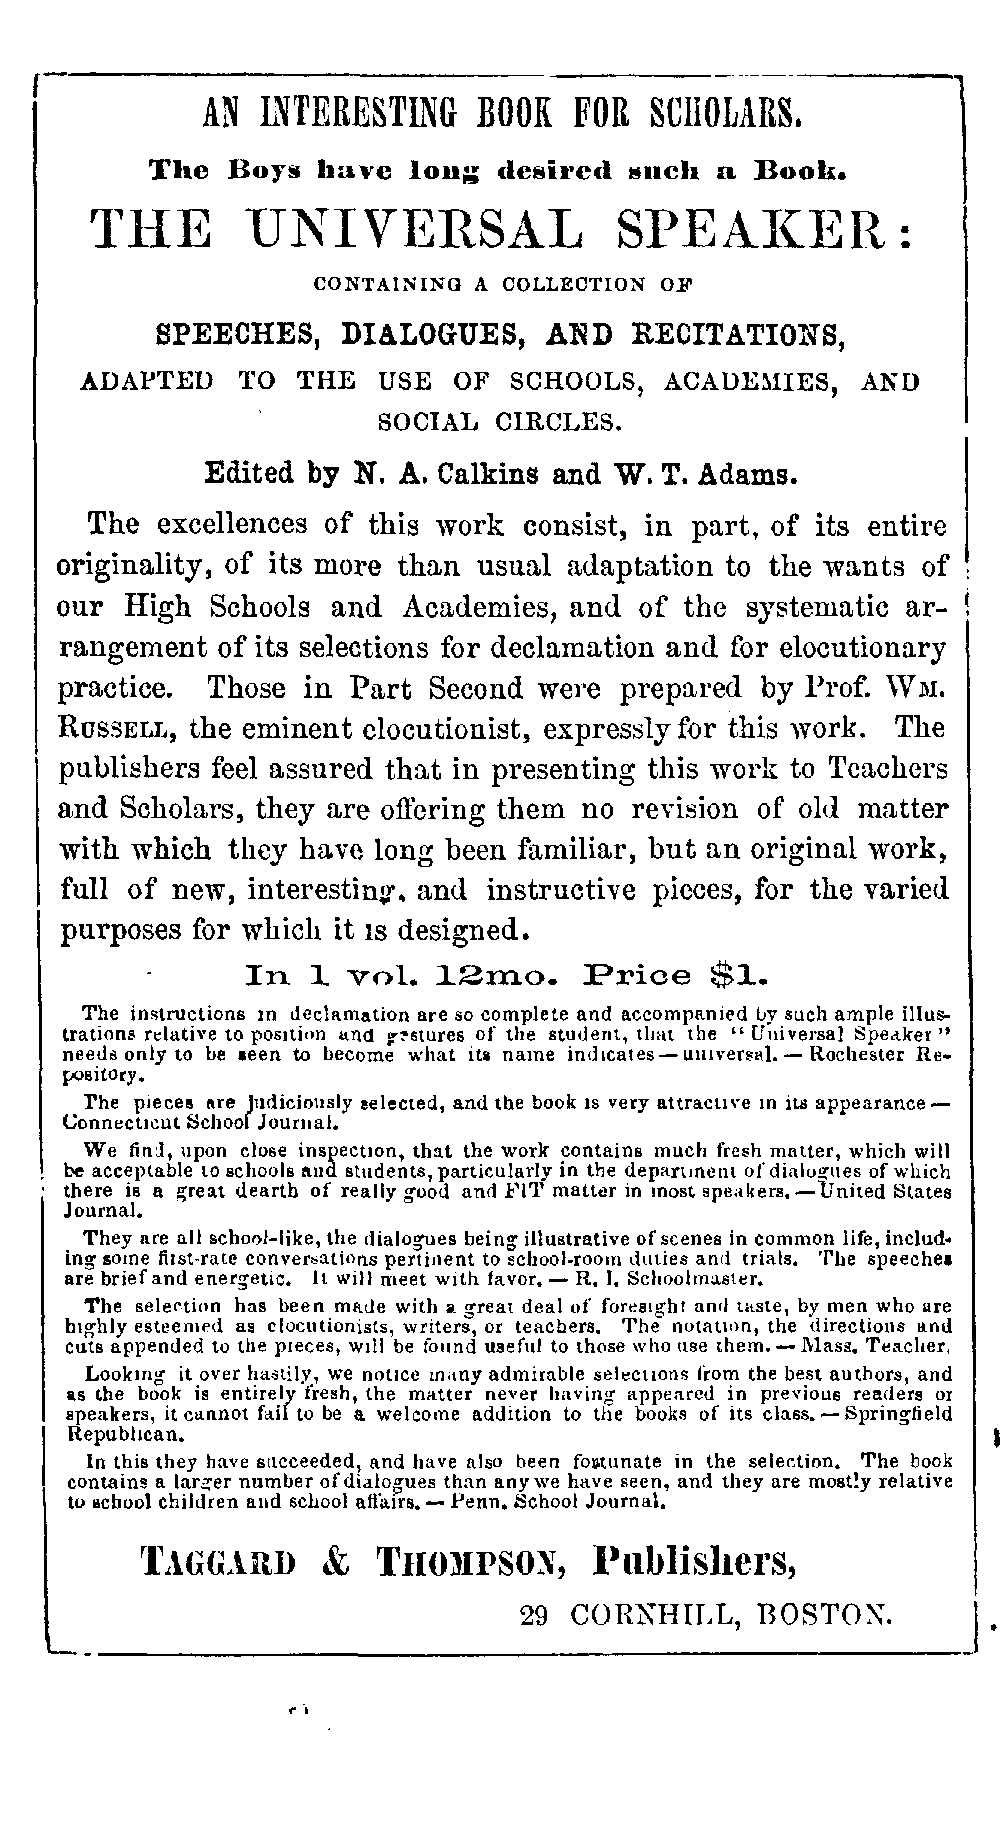 AN INTERESTING BOOK FOR SCHOLARS.
The Boys have long desired such a Book.
THE UNIVERSAL SPEAKER:
CONTAINING A COLLECTION OF
SPEECHES, DIALOGUES, AND RECITATIONS,
ADAPTED TO THE USE OF SCHOOLS, ACADEMIES, AND
SOCIAL CIRCLES.
Edited by N. A. Calkins and W. T. Adams.
The excellences of this work consist, in part, of its entire
originality, of its more than usual adaptation to the wants of
our High Schools and Academies, and of the systematic ar-
rangement of its selections for declamation and for elocutionary
practice. Those in Part Second were prepared by Prof. WM.
RUSSELL, the eminent elocutionist, expressly for this work. The
publishers feel assured that in presenting this work to Teachers
and Scholars, they are offering them no revision of old matter
with which they have long been familiar, but an original work,
full of new, interesting, and instructive pieces, for the varied
purposes for which it is designed.
In 1 vol. 12mo. Price $1.
The instructions in declamation are so complete and accompanied by such ample illus-
trations relative to position and gestures of the student, that the "Universal Speaker"
needs only to be seen to become what its name indicates—universal.—Rochester Re-
pository.
The pieces are judiciously selected, and the book is very attractive in its appearance—
Connecticut School Journal.
We find, upon close inspection, that the work contains much fresh matter, which will
be acceptable to schools and students, particularly in the department of dialogues of which
there is a great dearth of really good and FIT matter in most speakers.—United States
Journal.
They are all school-like, the dialogues being illustrative of scenes in common life, includ-
ing some first-rate conversations pertinent to school-room duties and trials. The speeches
are brief and energetic. It will meet with favor.—R. I. Schoolmaster.
The selection has been made with a great deal of foresight and taste, by men who are
highly esteemed as elocutionists, writers, or teachers. The notation, the directions and
cuts appended to the pieces, will be found useful to those who use them.—Mass. Teacher.
Looking it over hastily, we notice many admirable selections from the best authors, and
as the book is entirely fresh, the matter never having appeared in previous readers or
speakers, it cannot fail to be a welcome addition to the books of its class.—Springfield
Republican.
In this they have succeeded, and have also been fortunate in the selection. The book
contains a larger number of dialogues than any we have seen, and they are mostly relative
to school children and school affairs.—Penn. School Journal.
TAGGARD & THOMPSON, Publishers,
29 CORNHILL, BOSTON.